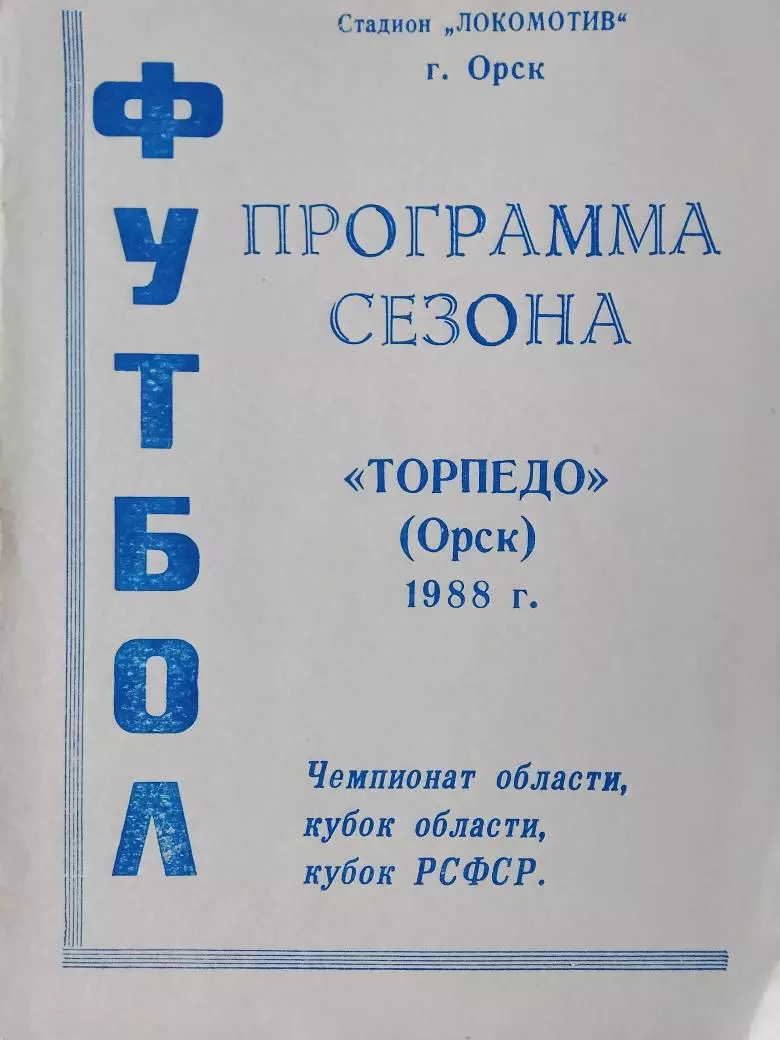 Стадион „ЛОКОМОТИВ“
г. Орск
ФУТБОЛ
ПРОГРАММА
СЕЗОНА
«ТОРПЕДО»
(Орск)
1988 г.
Чемпионат области,
кубок области,
кубок РСФСР.